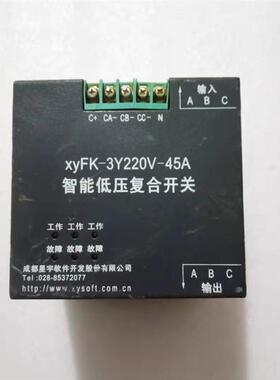 输入
A B C
C+ CA- CB- CC- N
xyFK-3Y220V-45A
智能低压复合开关
工作 工作 工作
故障 故障 故障
成都星宇软件开发股份有限公司
Tel:028-85372077
http://www.xysoft.com.cn
A B C
输出